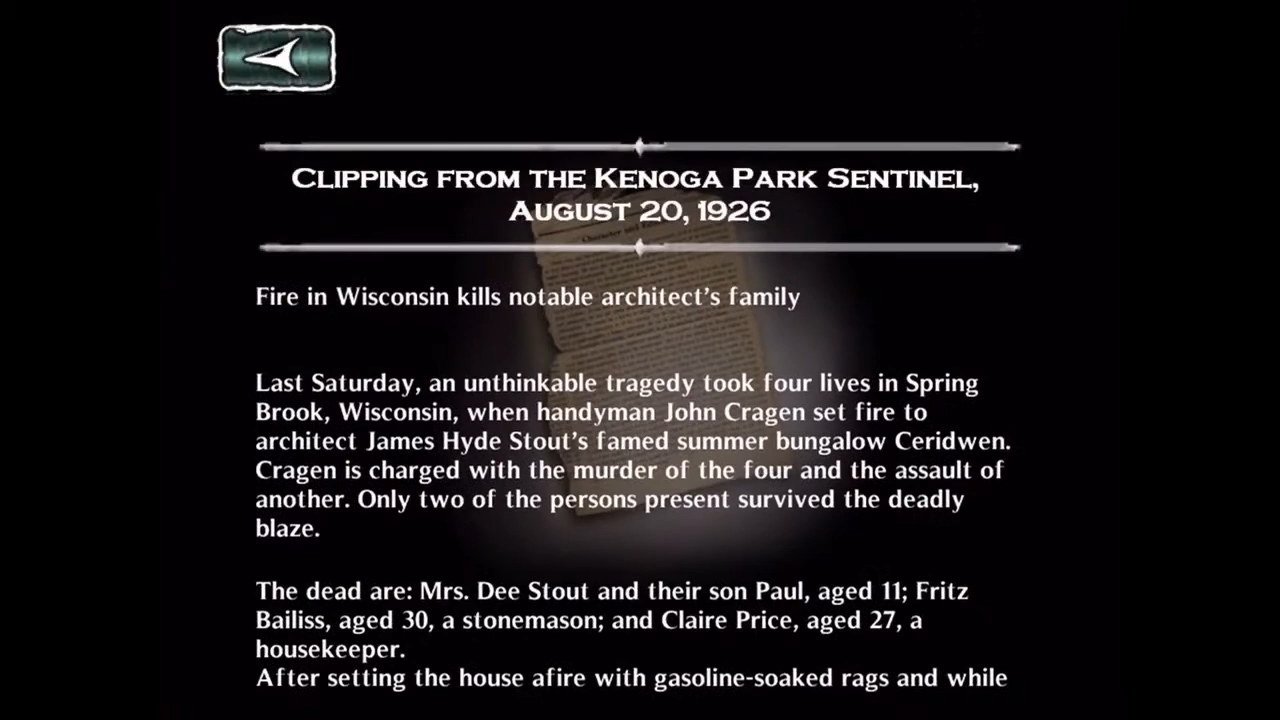 Clipping from the Kenoga Park Sentinel,
August 20, 1926
Fire in Wisconsin kills notable architect's family
Last Saturday, an unthinkable tragedy took four lives in Spring
Brook, Wisconsin, when handyman John Cragen set fire to
architect James Hyde Stout's famed summer bungalow Ceridwen.
Cragen is charged with the murder of the four and the assault of
another. Only two of the persons present survived the deadly
blaze.
The dead are: Mrs. Dee Stout and their son Paul, aged 11; Fritz
Bailiss, aged 30, a stonemason; and Claire Price, aged 27, a
housekeeper.
After setting the house afire with gasoline-soaked rags and while